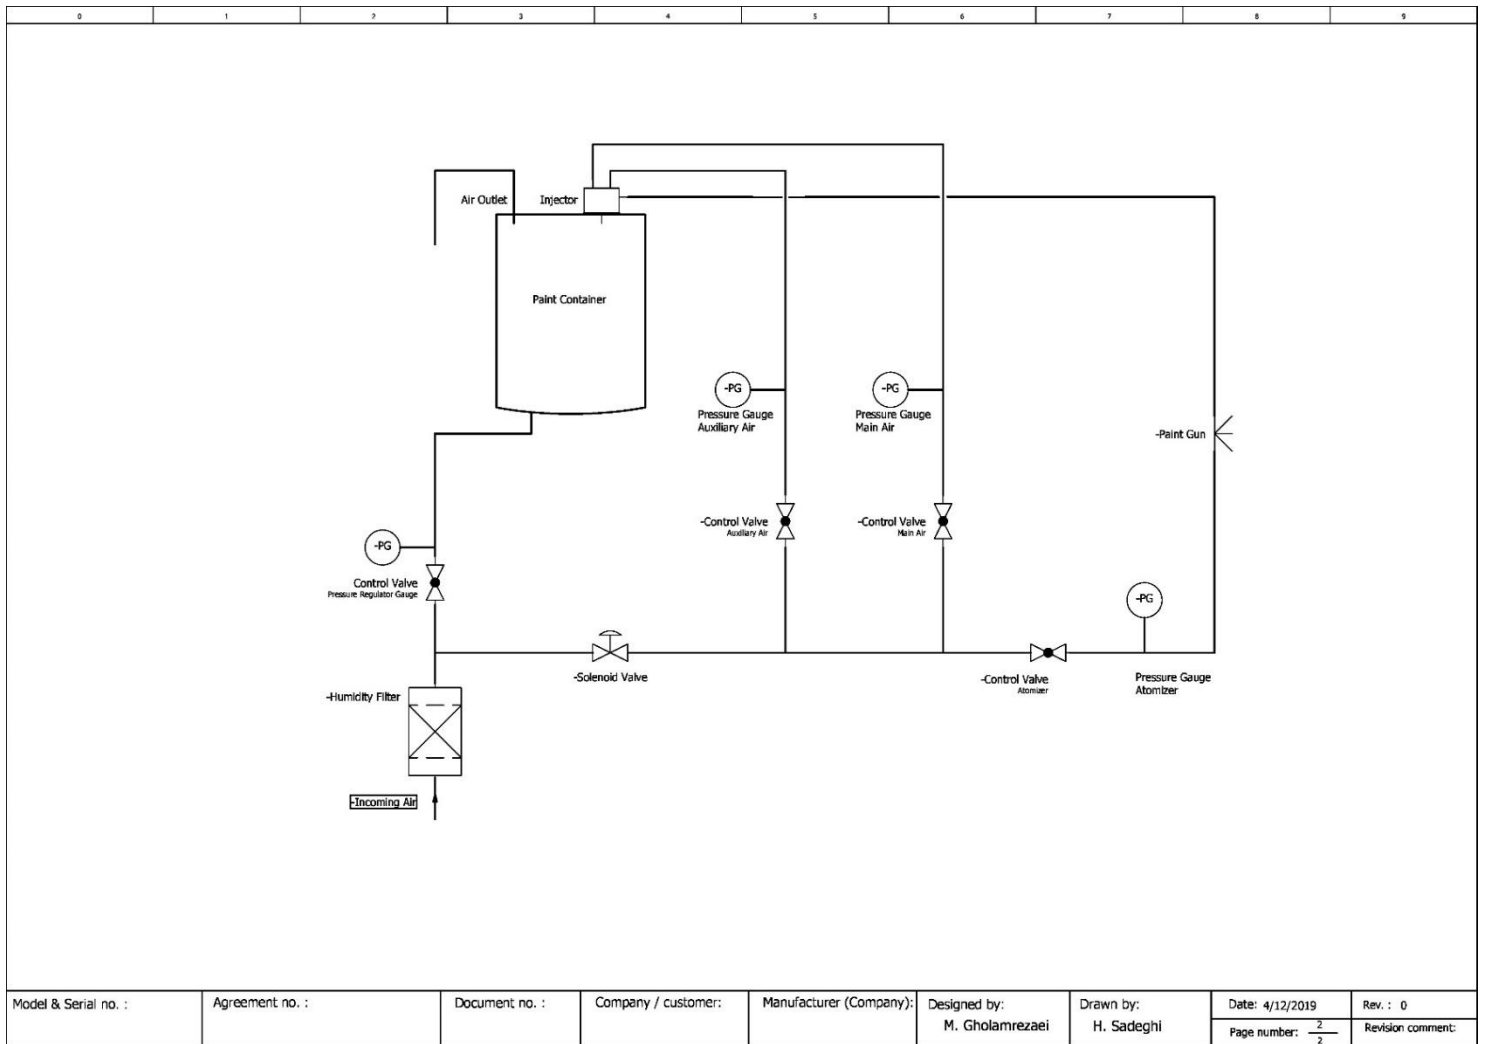 0 1 2 3 4 5 6 7 8 9
Air Outlet
Injector
Paint Container
-PG
Pressure Gauge
Auxiliary Air
-PG
Pressure Gauge
Main Air
-Paint Gun
-Control Valve
Auxiliary Air
-Control Valve
Main Air
-PG
Control Valve
Pressure Regulator Gauge
-PG
-Solenoid Valve
-Control Valve
Atomizer
Pressure Gauge
Atomizer
-Humidity Filter
-Incoming Air
Model & Serial no. :
Agreement no. :
Document no. :
Company / customer:
Manufacturer (Company):
Designed by:
M. Gholamrezaei
Drawn by:
H. Sadeghi
Date: 4/12/2019
Page number: 2
2
Rev. : 0
Revision comment: